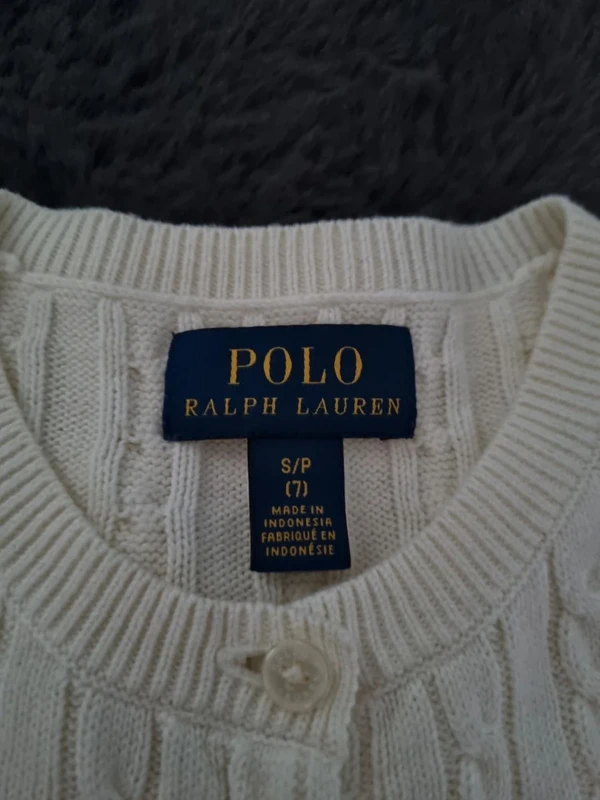 POLO
RALPH LAUREN
S/P
(7)
MADE IN
INDONESIA
FABRIQUÉ EN
INDONÉSIE